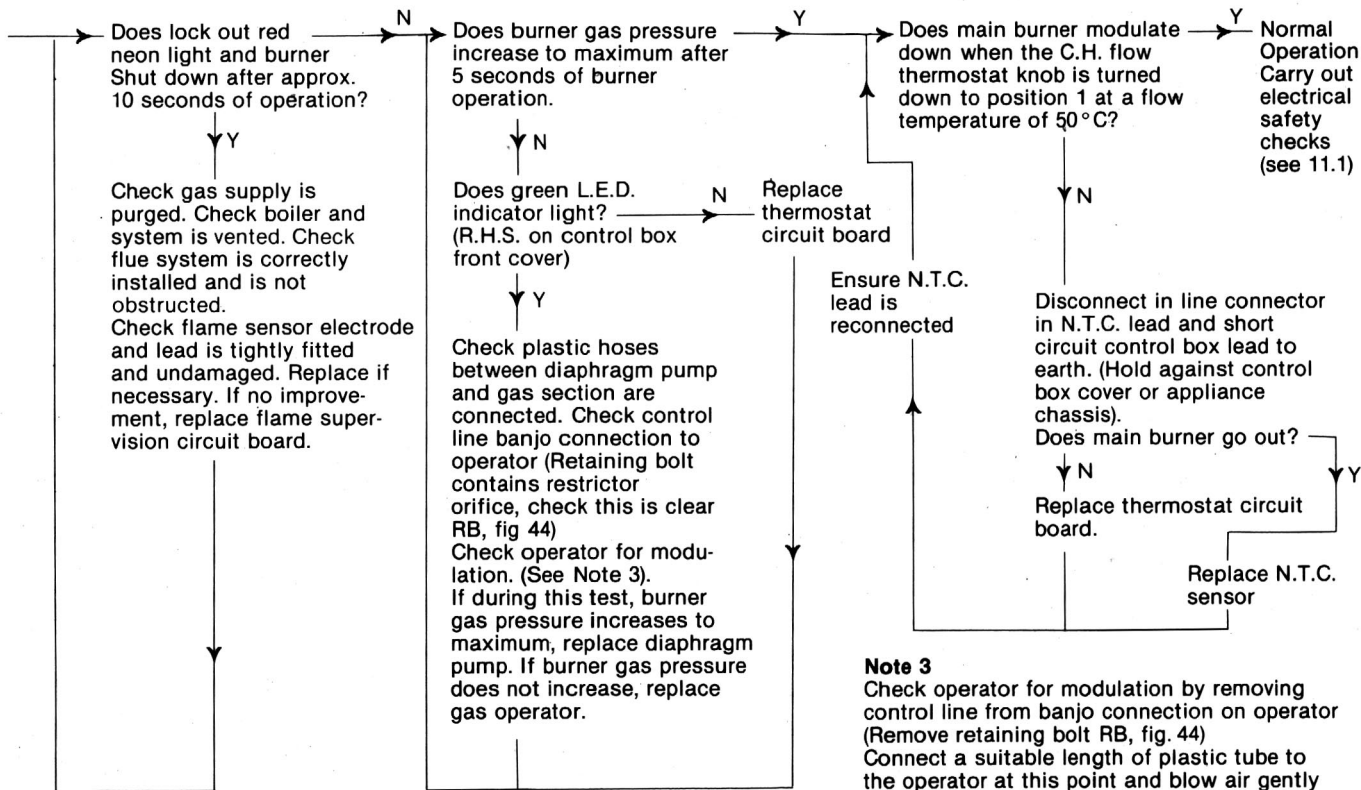 Does lock out red
neon light and burner
Shut down after approx.
10 seconds of operation?
N
Y
Check gas supply is
purged. Check boiler and
system is vented. Check
flue system is correctly
installed and is not
obstructed.
Check flame sensor electrode
and lead is tightly fitted
and undamaged. Replace if
necessary. If no improve-
ment, replace flame super-
vision circuit board.
Does burner gas pressure
increase to maximum after
5 seconds of burner
operation.
Y
N
Does green L.E.D.
indicator light?
(R.H.S. on control box
front cover)
N
Replace
thermostat
circuit board
Y
Check plastic hoses
between diaphragm pump
and gas section are
connected. Check control
line banjo connection to
operator (Retaining bolt
contains restrictor
orifice, check this is clear
RB, fig 44)
Check operator for modu-
lation. (See Note 3).
If during this test, burner
gas pressure increases to
maximum, replace diaphragm
pump. If burner gas pressure
does not increase, replace
gas operator.
Does main burner modulate
down when the C.H. flow
thermostat knob is turned
down to position 1 at a flow
temperature of 50°C?
Y
Normal
Operation
Carry out
electrical
safety
checks
(see 11.1)
N
Ensure N.T.C.
lead is
reconnected
Disconnect in line connector
in N.T.C. lead and short
circuit control box lead to
earth. (Hold against control
box cover or appliance
chassis).
Does main burner go out?
N
Y
Replace thermostat circuit
board.
Replace N.T.C.
sensor
Note 3
Check operator for modulation by removing
control line from banjo connection on operator
(Remove retaining bolt RB, fig. 44)
Connect a suitable length of plastic tube to
the operator at this point and blow air gently